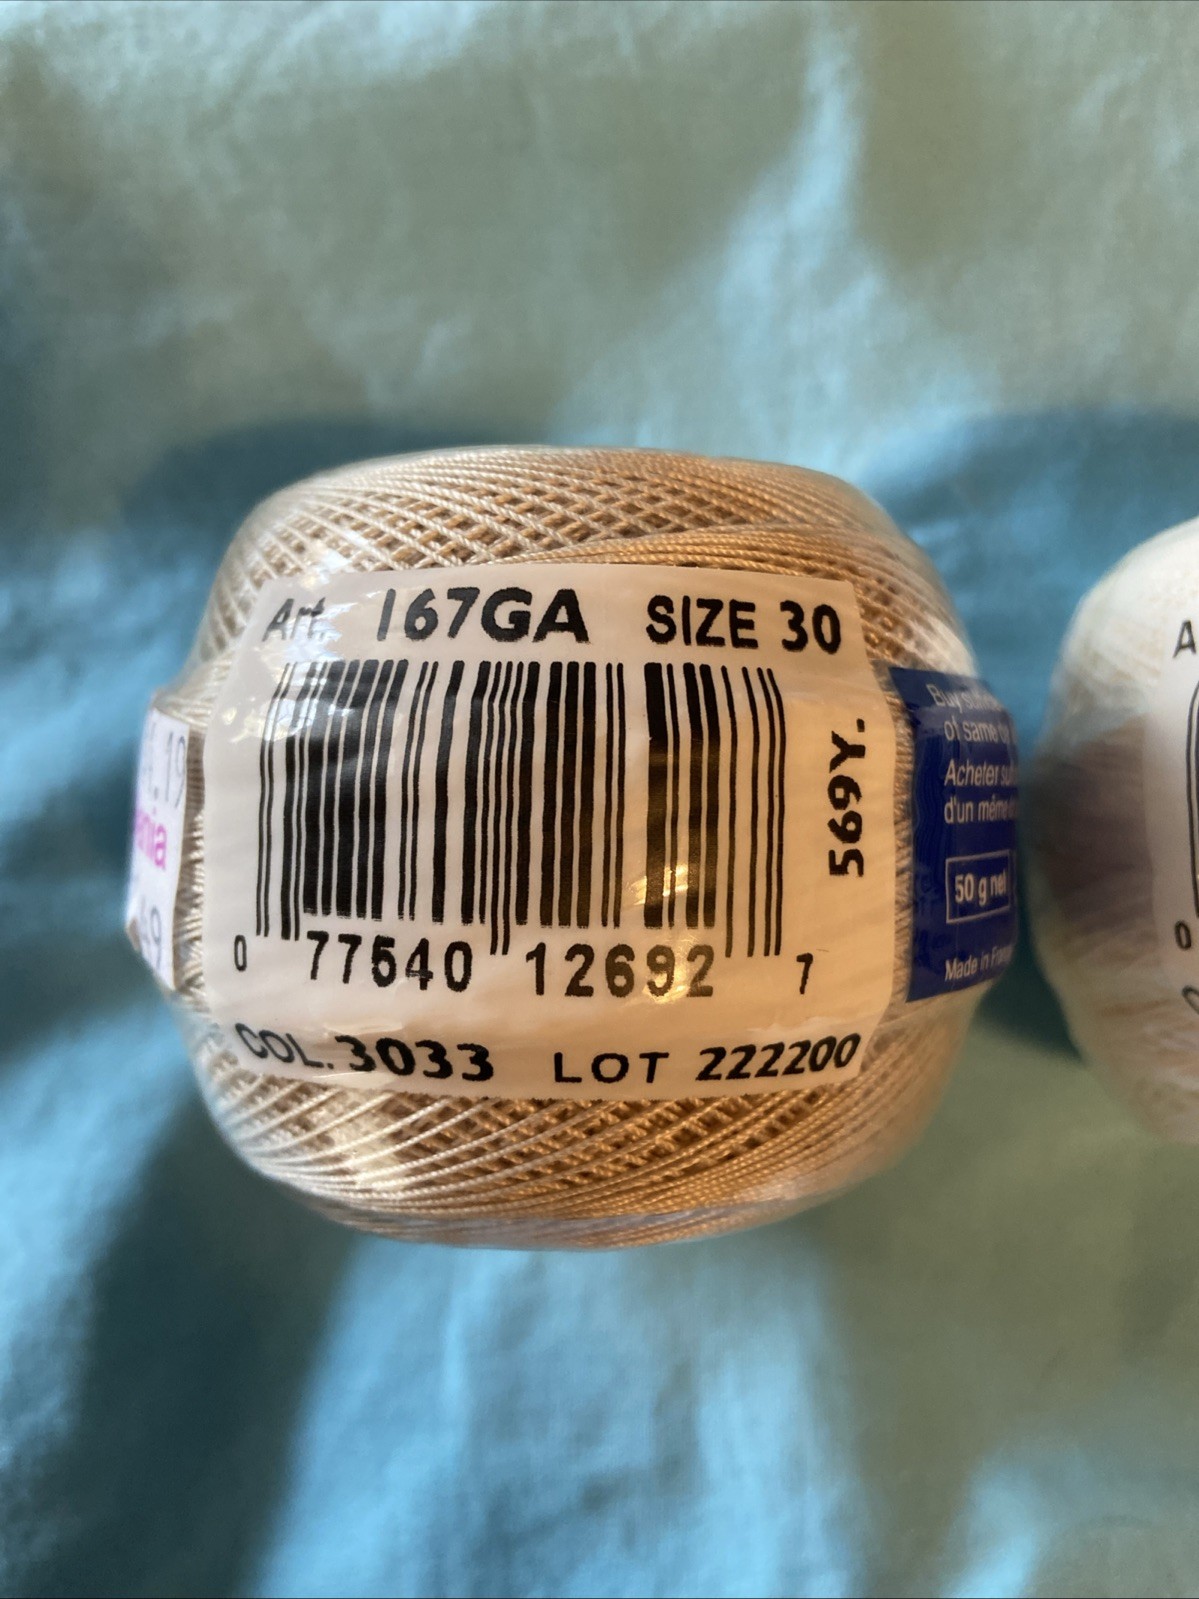 Art. 167GA SIZE 30
569Y.
0 77540 12692 7
COL. 3033 LOT 222200
of same
Acheter
d'un même
50 g net
Made in